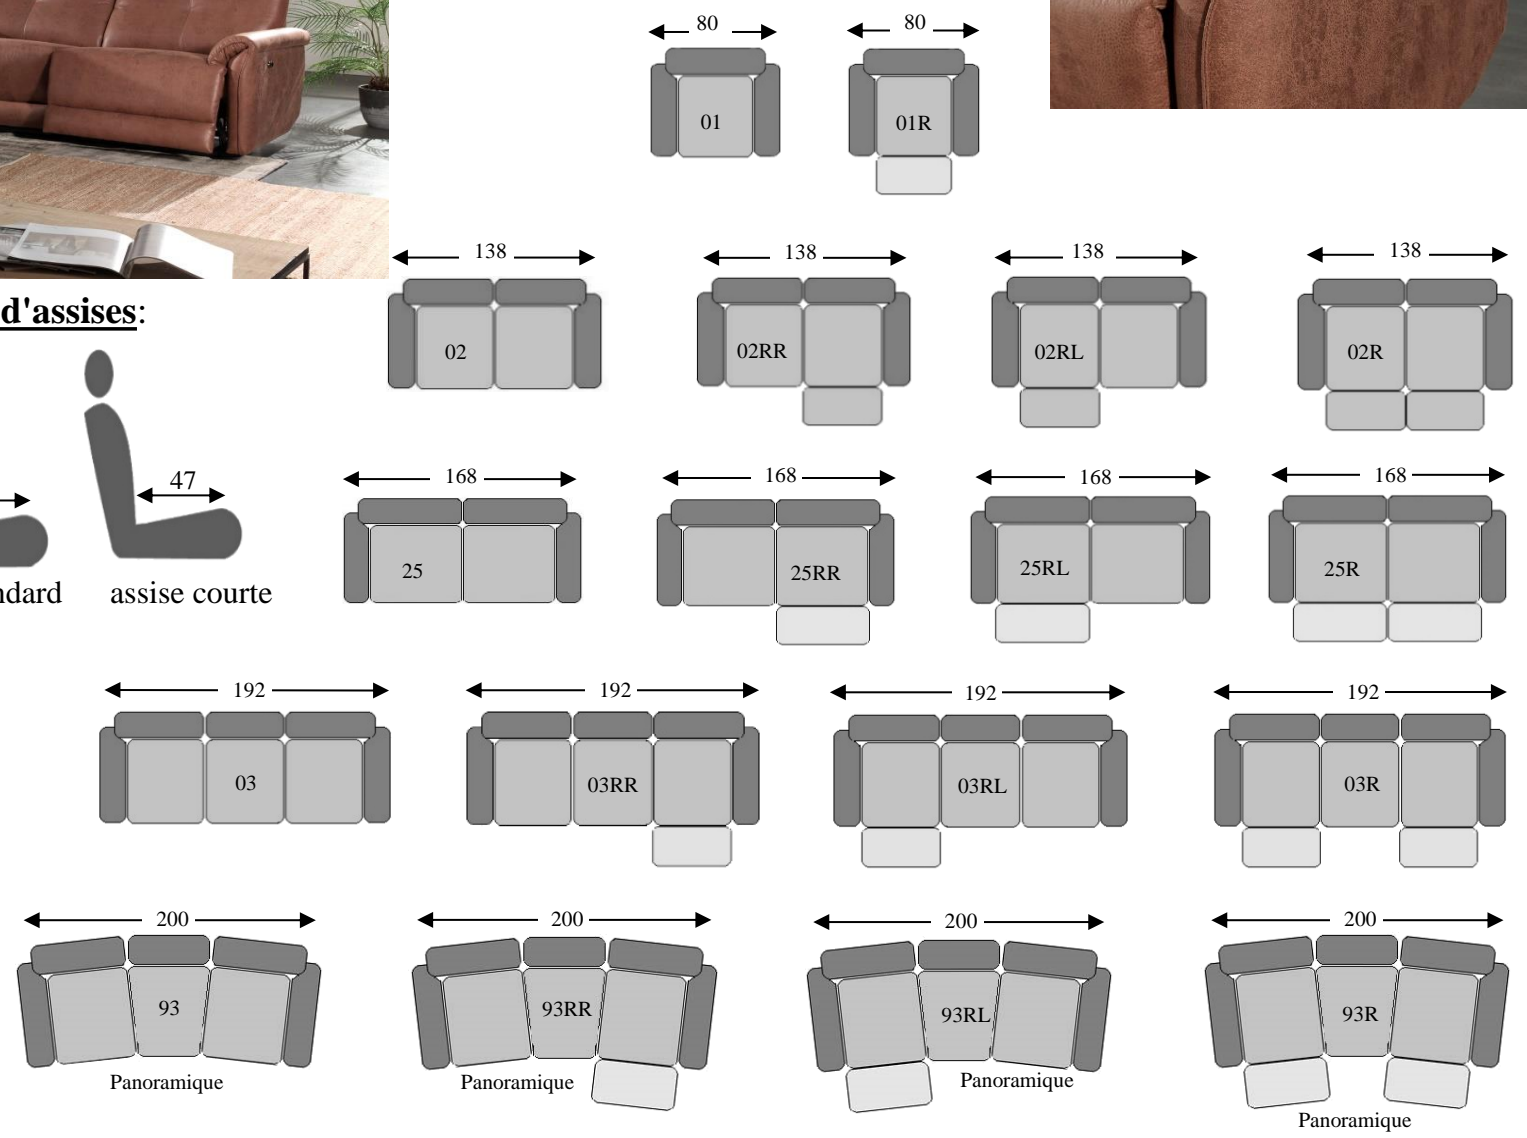 80 80
01 01R
138 138 138 138
d'assises:
02 02RR 02RL 02R
168 168 168 168
47
25 25RR 25RL 25R
assise courte
192 192 192 192
03 03RR 03RL 03R
200 200 200 200
93 93RR 93RL 93R
Panoramique Panoramique Panoramique
Panoramique